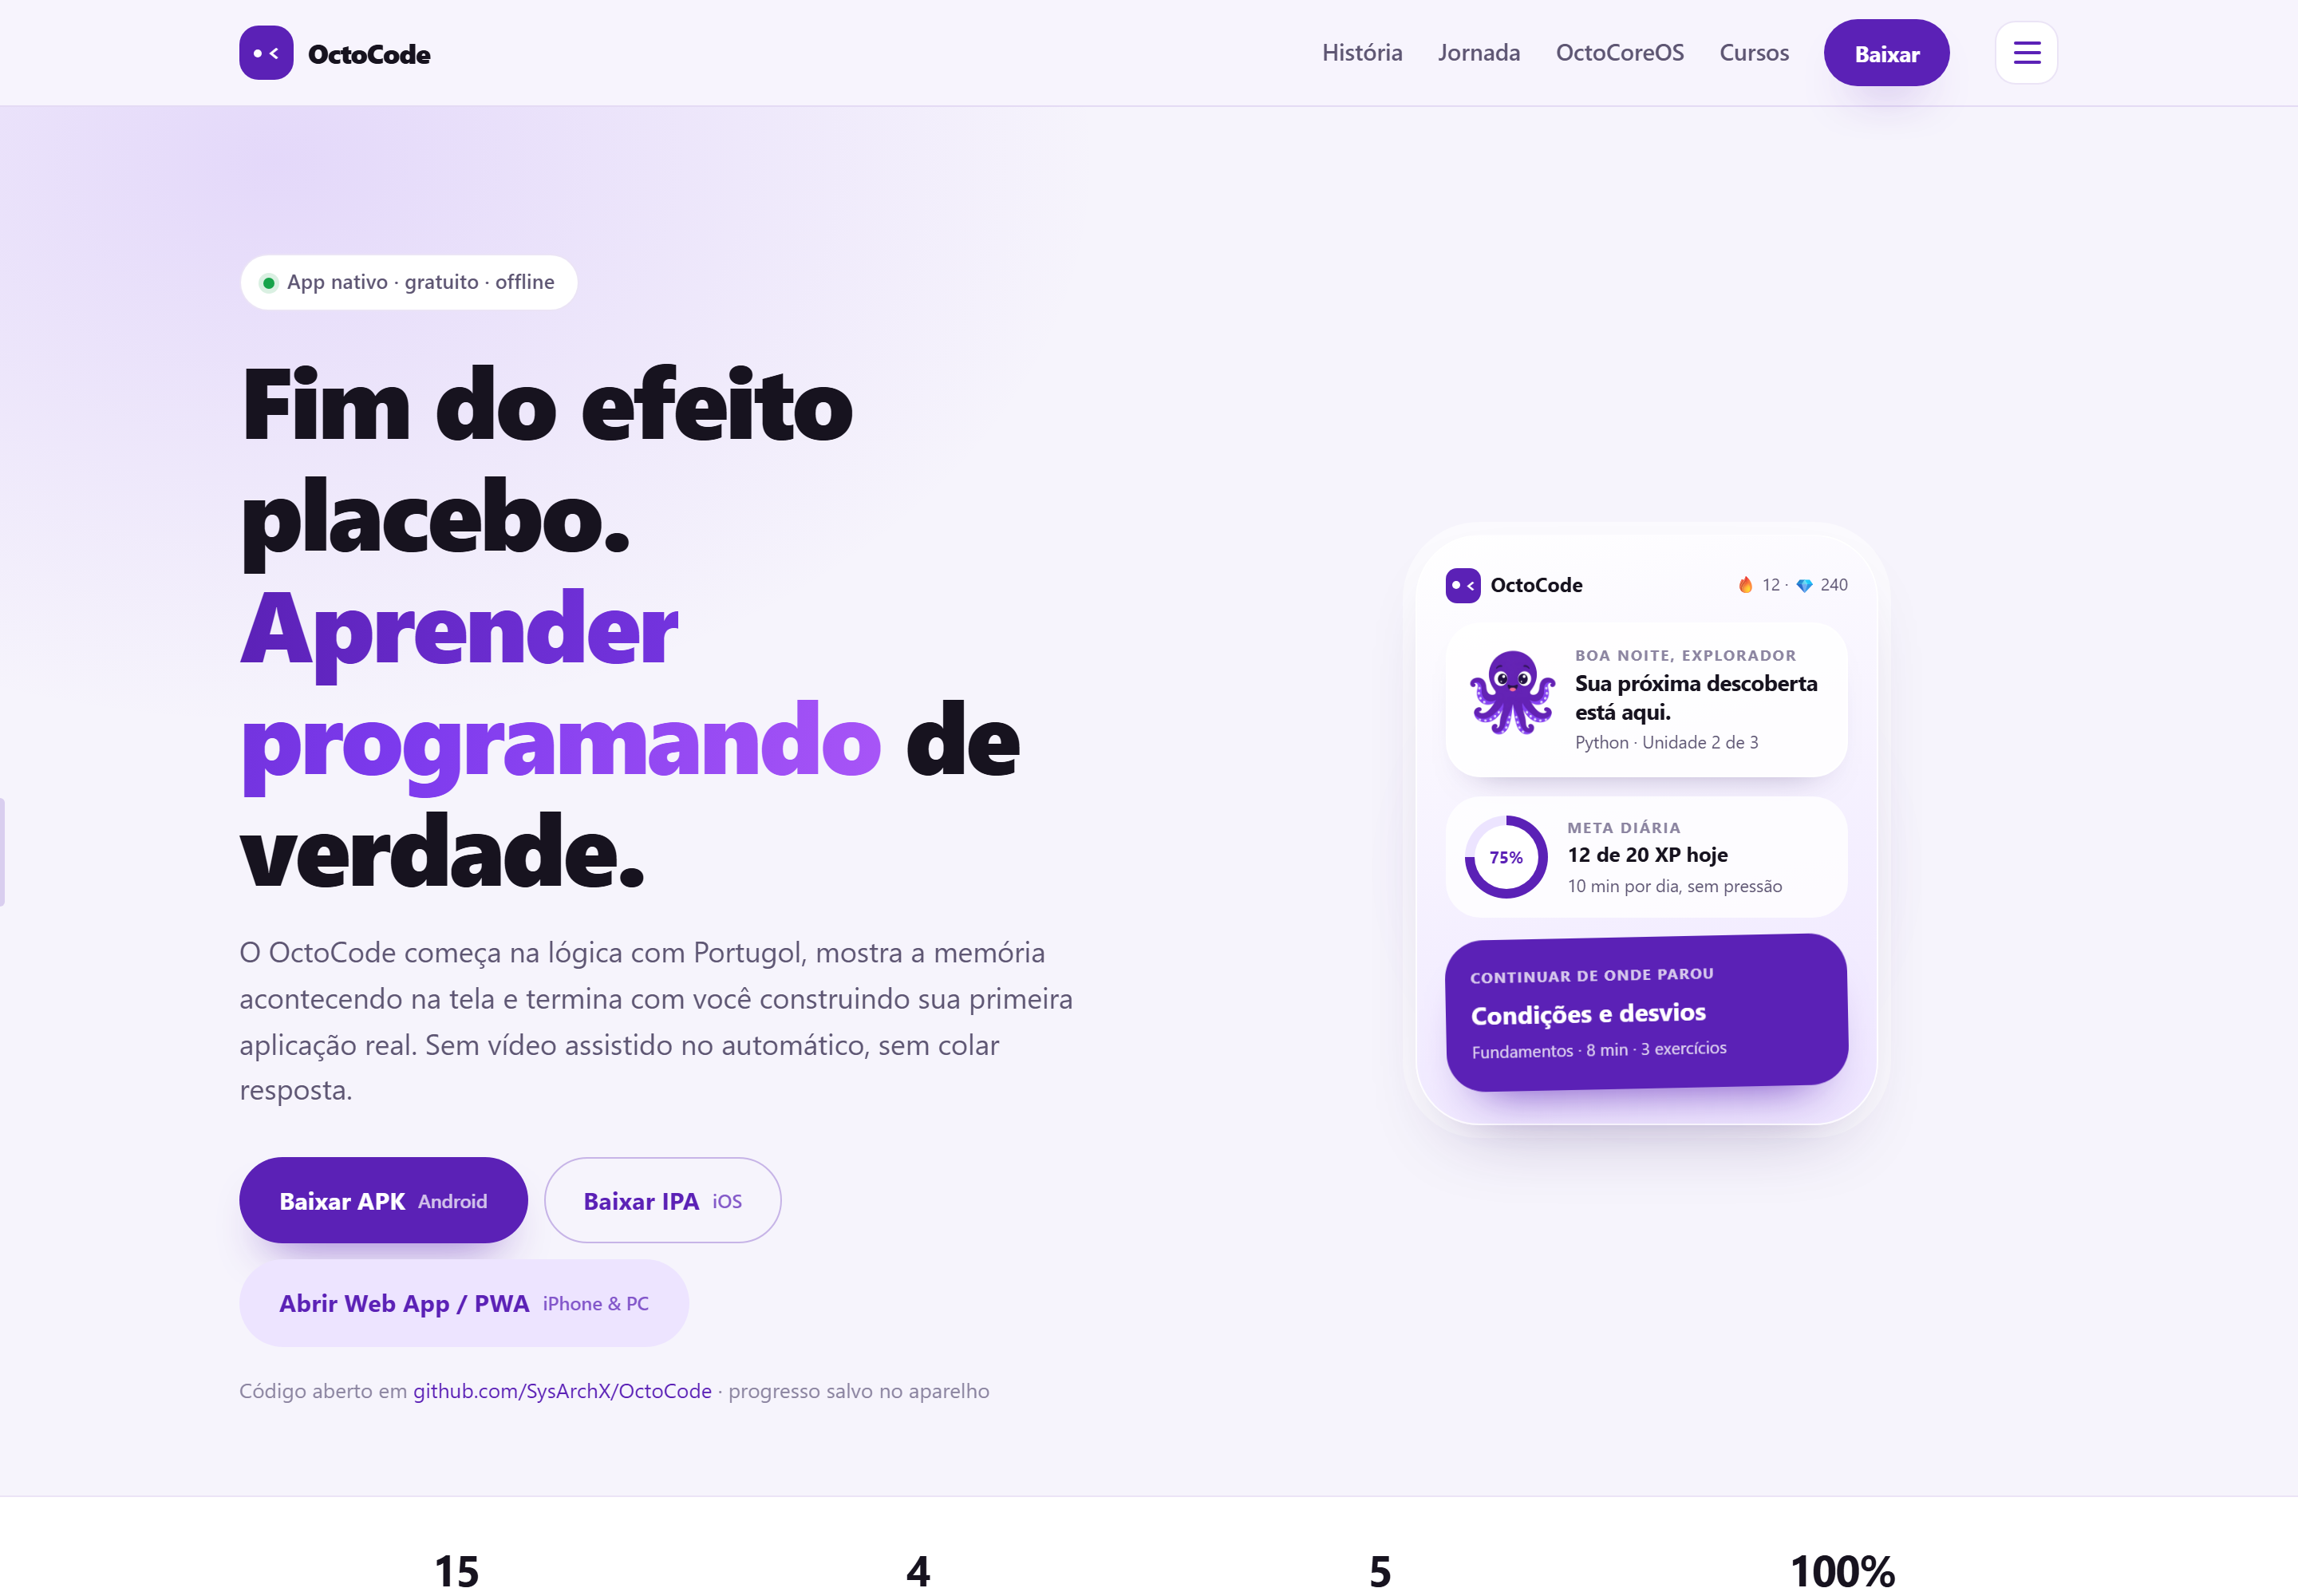 OctoCode
História Jornada OctoCoreOS Cursos Baixar
App nativo · gratuito · offline
Fim do efeito
placebo.
Aprender
programando de
verdade.
O OctoCode começa na lógica com Portugol, mostra a memória
acontecendo na tela e termina com você construindo sua primeira
aplicação real. Sem vídeo assistido no automático, sem colar
resposta.
Baixar APK Android
Baixar IPA iOS
Abrir Web App / PWA iPhone & PC
Código aberto em github.com/SysArchX/OctoCode · progresso salvo no aparelho
OctoCode
🔥 12 · 💎 240
BOA NOITE, EXPLORADOR
Sua próxima descoberta
está aqui.
Python · Unidade 2 de 3
75%
META DIÁRIA
12 de 20 XP hoje
10 min por dia, sem pressão
CONTINUAR DE ONDE PAROU
Condições e desvios
Fundamentos · 8 min · 3 exercícios
15
4
5
100%